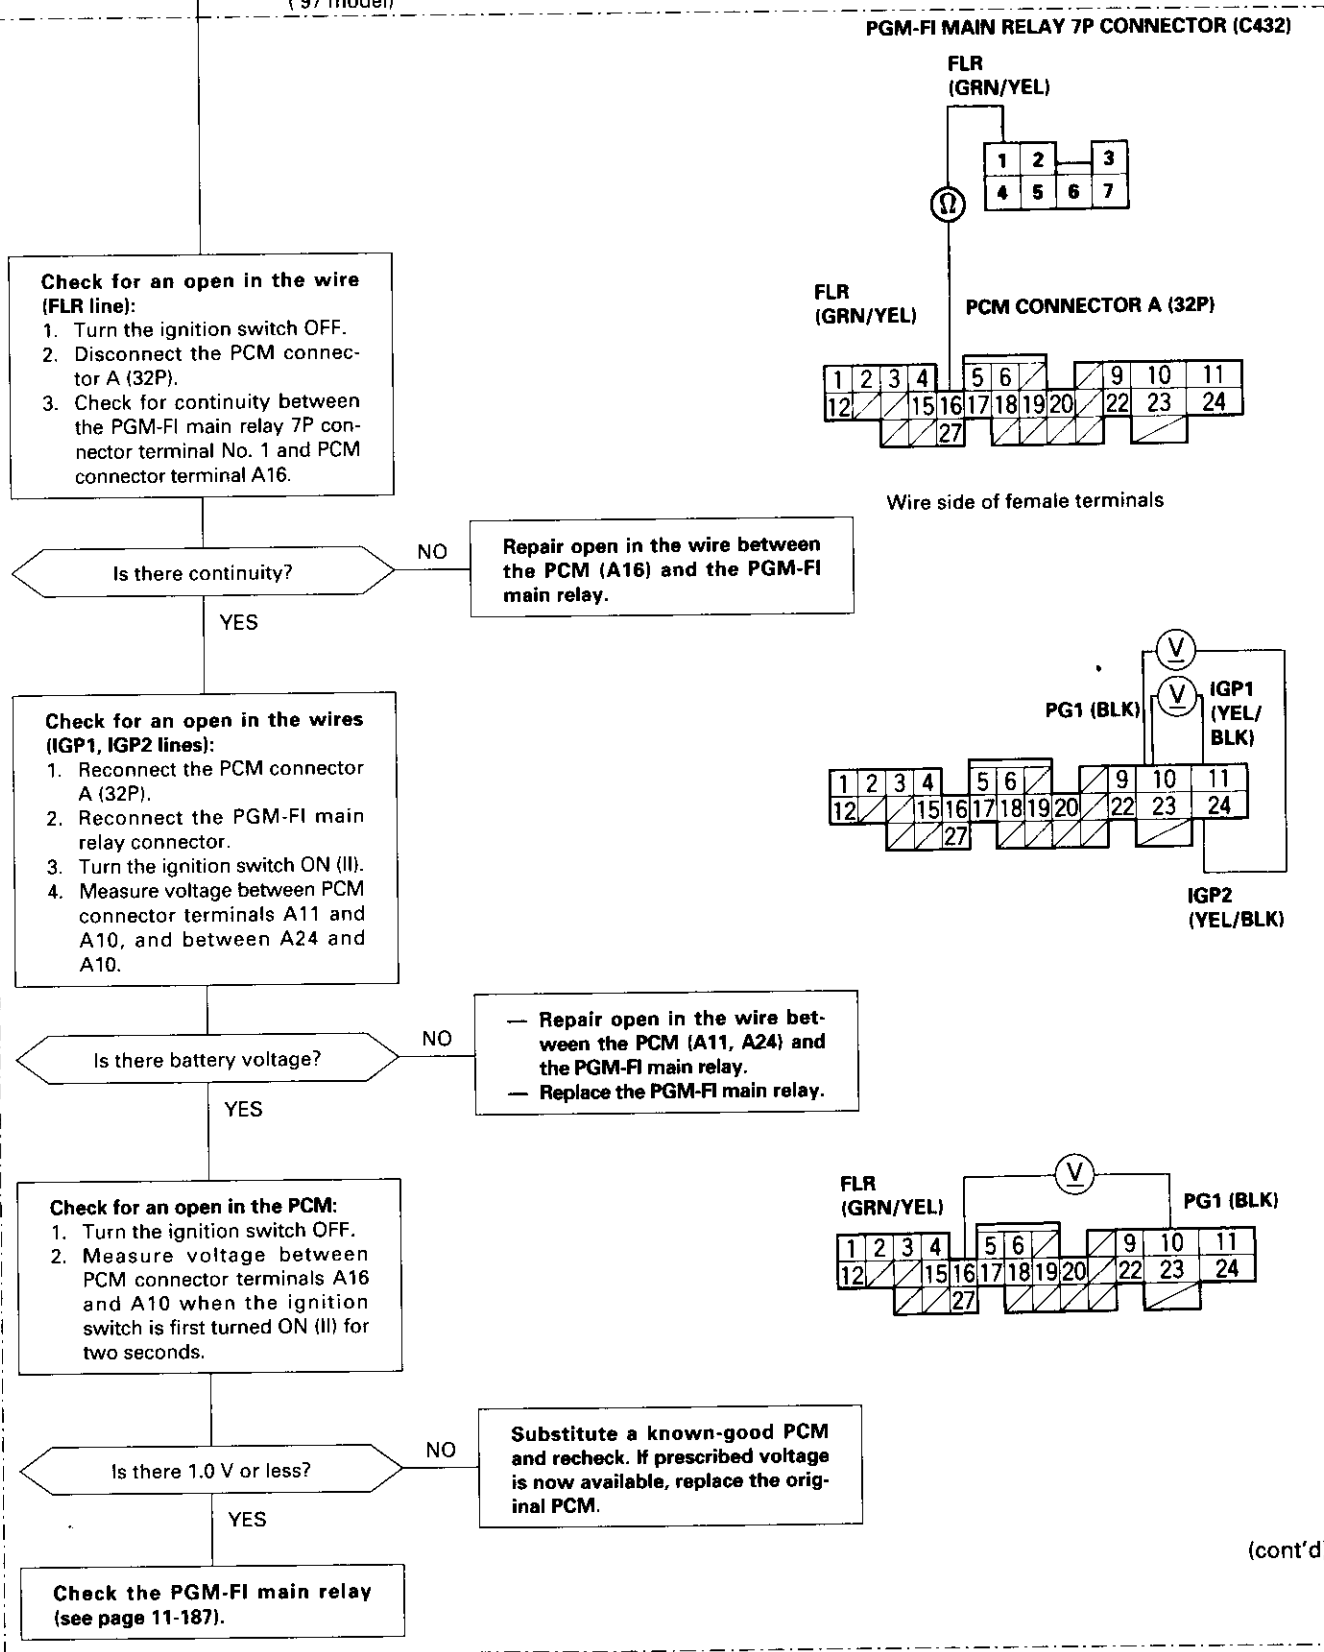 ('97 model)
PGM-FI MAIN RELAY 7P CONNECTOR (C432)
FLR
(GRN/YEL)
1 2 3
4 5 6 7
Ω
Check for an open in the wire
(FLR line):
1. Turn the ignition switch OFF.
2. Disconnect the PCM connec-
tor A (32P).
3. Check for continuity between
the PGM-FI main relay 7P con-
nector terminal No. 1 and PCM
connector terminal A16.
FLR
(GRN/YEL)
PCM CONNECTOR A (32P)
1 2 3 4 5 6 9 10 11
12 15 16 17 18 19 20 22 23 24
27
Wire side of female terminals
Is there continuity?
NO
Repair open in the wire between
the PCM (A16) and the PGM-FI
main relay.
YES
Check for an open in the wires
(IGP1, IGP2 lines):
1. Reconnect the PCM connector
A (32P).
2. Reconnect the PGM-FI main
relay connector.
3. Turn the ignition switch ON (II).
4. Measure voltage between PCM
connector terminals A11 and
A10, and between A24 and
A10.
V
V
PG1 (BLK)
IGP1
(YEL/
BLK)
1 2 3 4 5 6 9 10 11
12 15 16 17 18 19 20 22 23 24
27
IGP2
(YEL/BLK)
Is there battery voltage?
NO
— Repair open in the wire bet-
ween the PCM (A11, A24) and
the PGM-FI main relay.
— Replace the PGM-FI main relay.
YES
Check for an open in the PCM:
1. Turn the ignition switch OFF.
2. Measure voltage between
PCM connector terminals A16
and A10 when the ignition
switch is first turned ON (II) for
two seconds.
V
FLR
(GRN/YEL)
PG1 (BLK)
1 2 3 4 5 6 9 10 11
12 15 16 17 18 19 20 22 23 24
27
Is there 1.0 V or less?
NO
Substitute a known-good PCM
and recheck. If prescribed voltage
is now available, replace the orig-
inal PCM.
YES
Check the PGM-FI main relay
(see page 11-187).
(cont'd)